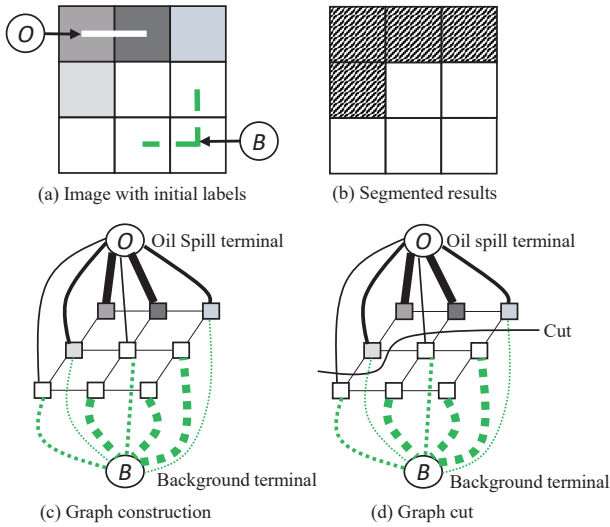 O
B
(a) Image with initial labels
(b) Segmented results
O Oil Spill terminal
O Oil spill terminal
Cut
B Background terminal
B Background terminal
(c) Graph construction
(d) Graph cut